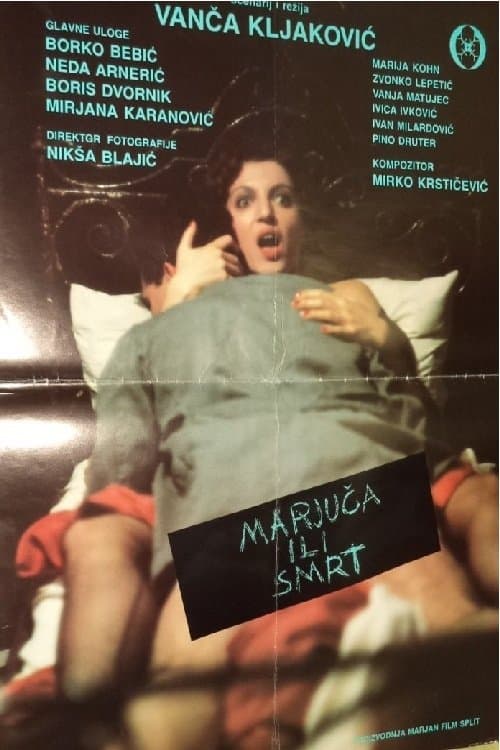 scenarij i režija
VANČA KLJAKOVIĆ
GLAVNE ULOGE
BORKO BEBIĆ
NEDA ARNERIĆ
BORIS DVORNIK
MIRJANA KARANOVIĆ
DIREKTOR FOTOGRAFIJE
NIKŠA BLAJIĆ
MARIJA KOHN
ZVONKO LEPETIĆ
VANJA MATUJEC
IVICA IVKOVIĆ
IVAN MILARDOVIĆ
PINO DRUTER
KOMPOZITOR
MIRKO KRSTIČEVIĆ
MARJUČA
ILI
SMRT
PROIZVODNJA MARJAN FILM SPLIT